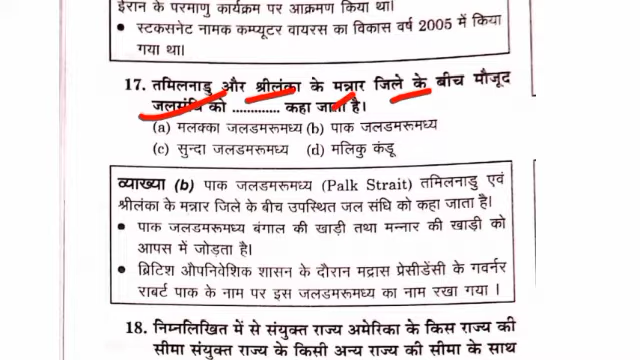 ईरान के परमाणु कार्यक्रम पर आक्रमण किया था।
• स्टकसनेट नामक कम्प्यूटर वायरस का विकास वर्ष 2005 में किया
गया था।
17. तमिलनाडु और श्रीलंका के मन्नार जिले के बीच मौजूद
जलसंधि को ............. कहा जाता है।
(a) मलक्का जलडमरूमध्य (b) पाक जलडमरूमध्य
(c) सुन्दा जलडमरूमध्य (d) मलिकु कंडू
व्याख्या (b) पाक जलडमरूमध्य (Palk Strait) तमिलनाडु एवं
श्रीलंका के मन्नार जिले के बीच उपस्थित जल संधि को कहा जाता है।
• पाक जलडमरूमध्य बंगाल की खाड़ी तथा मन्नार की खाड़ी को
आपस में जोड़ता है।
• ब्रिटिश औपनिवेशिक शासन के दौरान मद्रास प्रेसीडेंसी के गवर्नर
राबर्ट पाक के नाम पर इस जलडमरूमध्य का नाम रखा गया ।
18. निम्नलिखित में से संयुक्त राज्य अमेरिका के किस राज्य की
सीमा संयुक्त राज्य के किसी अन्य राज्य की सीमा के साथ